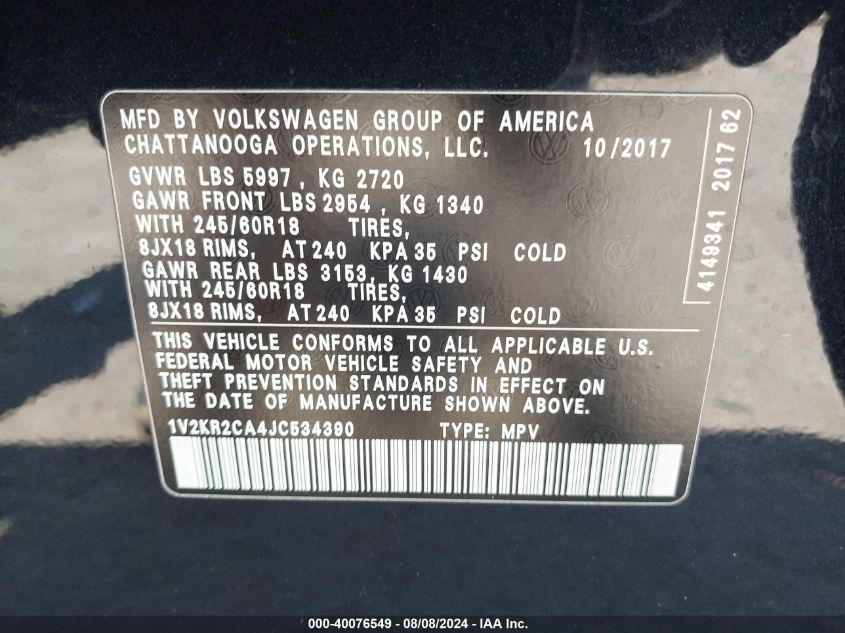 MFD BY VOLKSWAGEN GROUP OF AMERICA
CHATTANOOGA OPERATIONS, LLC. 10/2017
GVWR LBS 5997 , KG 2720
GAWR FRONT LBS 2954 , KG 1340
WITH 245/60R18 TIRES,
8JX18 RIMS, AT 240 KPA 35 PSI COLD
GAWR REAR LBS 3153, KG 1430
WITH 245/60R18 TIRES,
8JX18 RIMS, AT 240 KPA 35 PSI COLD
THIS VEHICLE CONFORMS TO ALL APPLICABLE U.S.
FEDERAL MOTOR VEHICLE SAFETY AND
THEFT PREVENTION STANDARDS IN EFFECT ON
THE DATE OF MANUFACTURE SHOWN ABOVE.
1V2KR2CA4JC534390 TYPE: MPV
4149341 2017 62
000-40076549 - 08/08/2024 - IAA Inc.